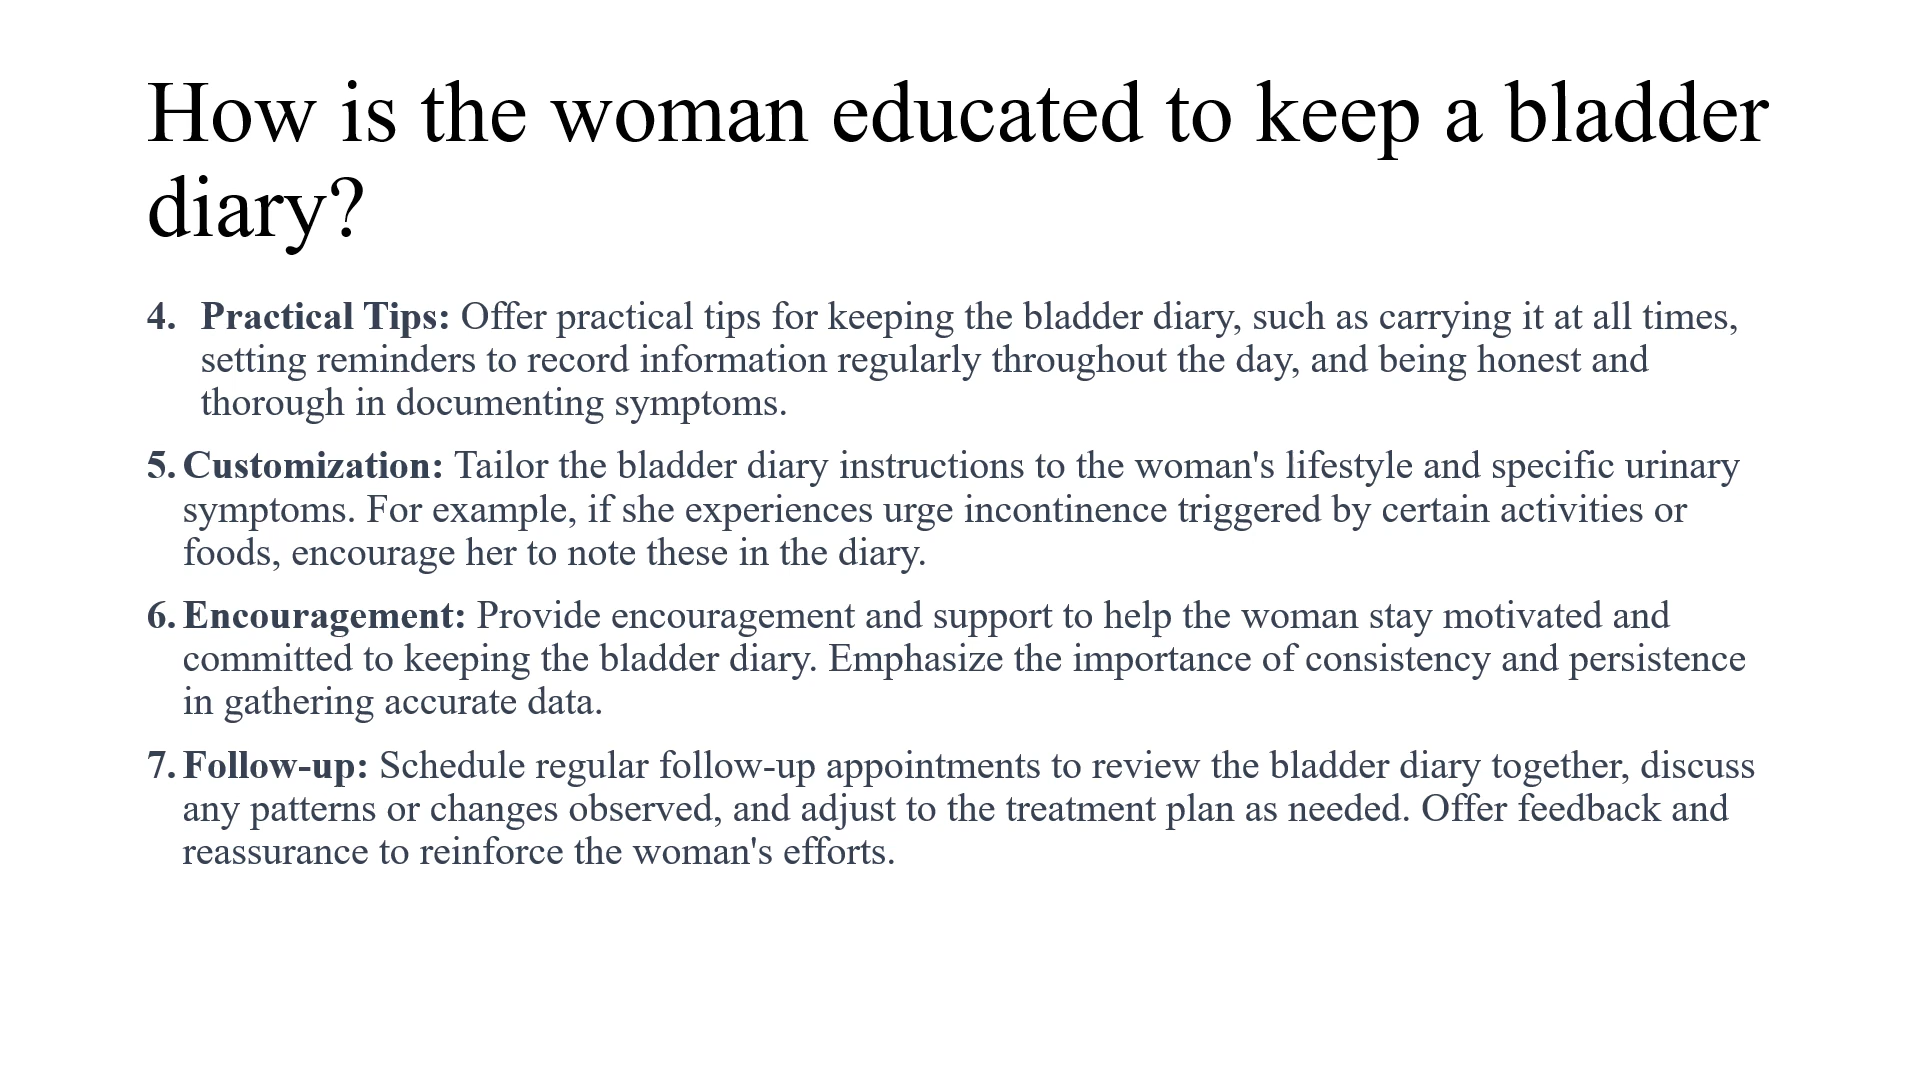 How is the woman educated to keep a bladder
diary?
4. Practical Tips: Offer practical tips for keeping the bladder diary, such as carrying it at all times,
setting reminders to record information regularly throughout the day, and being honest and
thorough in documenting symptoms.
5. Customization: Tailor the bladder diary instructions to the woman's lifestyle and specific urinary
symptoms. For example, if she experiences urge incontinence triggered by certain activities or
foods, encourage her to note these in the diary.
6. Encouragement: Provide encouragement and support to help the woman stay motivated and
committed to keeping the bladder diary. Emphasize the importance of consistency and persistence
in gathering accurate data.
7. Follow-up: Schedule regular follow-up appointments to review the bladder diary together, discuss
any patterns or changes observed, and adjust to the treatment plan as needed. Offer feedback and
reassurance to reinforce the woman's efforts.